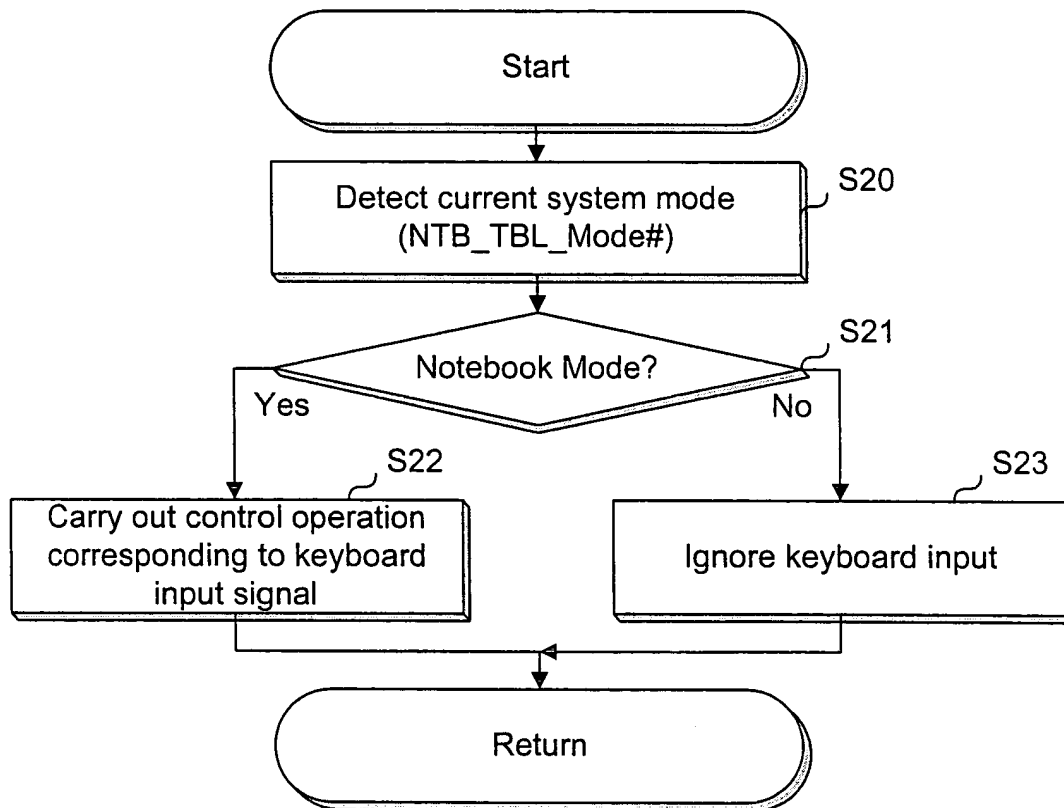 Start
S20
Detect current system mode
(NTB_TBL_Mode#)
S21
Notebook Mode?
Yes
No
S22
S23
Carry out control operation
corresponding to keyboard
input signal
Ignore keyboard input
Return